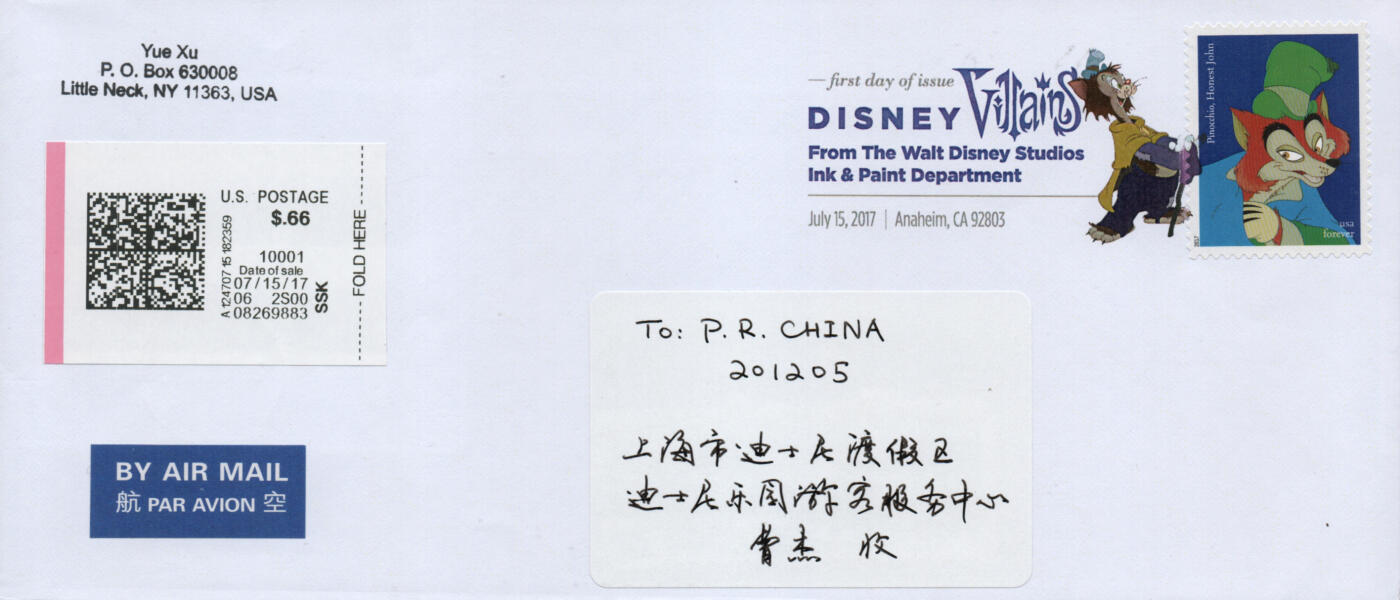 Yue Xu
P. O. Box 630008
Little Neck, NY 11363, USA
first day of issue
DISNEY Villains
From The Walt Disney Studios
Ink & Paint Department
July 15, 2017 | Anaheim, CA 92803
Pinocchio, Honest John
usa
forever
2017
U.S. POSTAGE
$.66
10001
Date of sale
07/15/17
06 2S00
08269883
A 124707 15 182359
SSK
FOLD HERE
BY AIR MAIL
航 PAR AVION 空
TO: P. R. CHINA
201205
上海市迪士尼渡假区
迪士尼乐园游客服务中心
曾杰 收